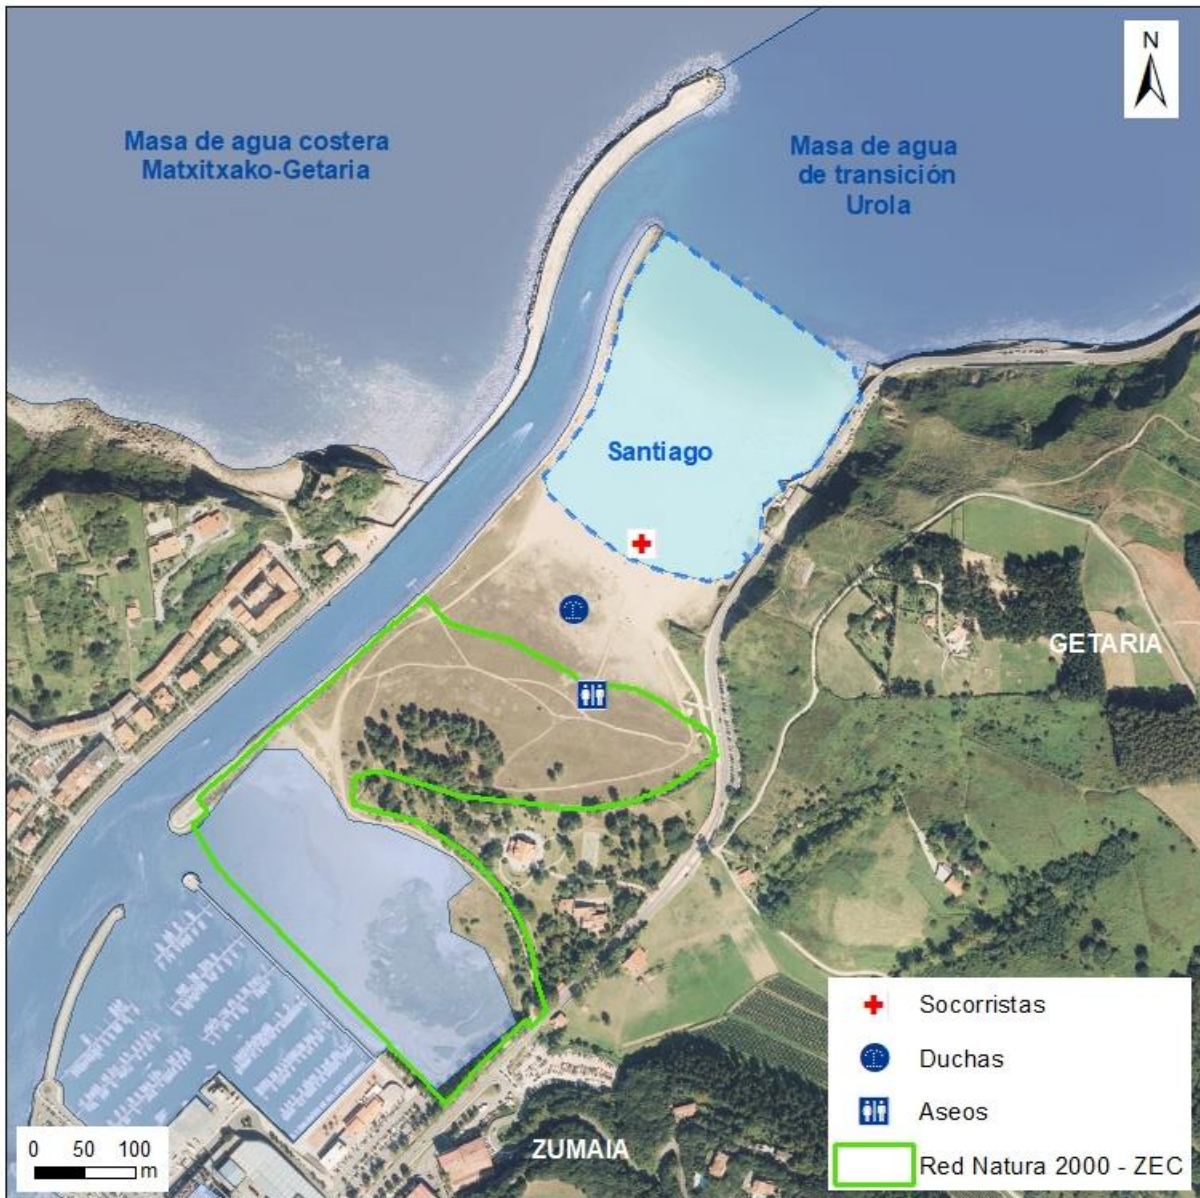 N
Masa de agua costera
Matxitxako-Getaria
Masa de agua
de transición
Urola
Santiago
GETARIA
ZUMAIA
Socorristas
Duchas
Aseos
Red Natura 2000 - ZEC
0 50 100
m